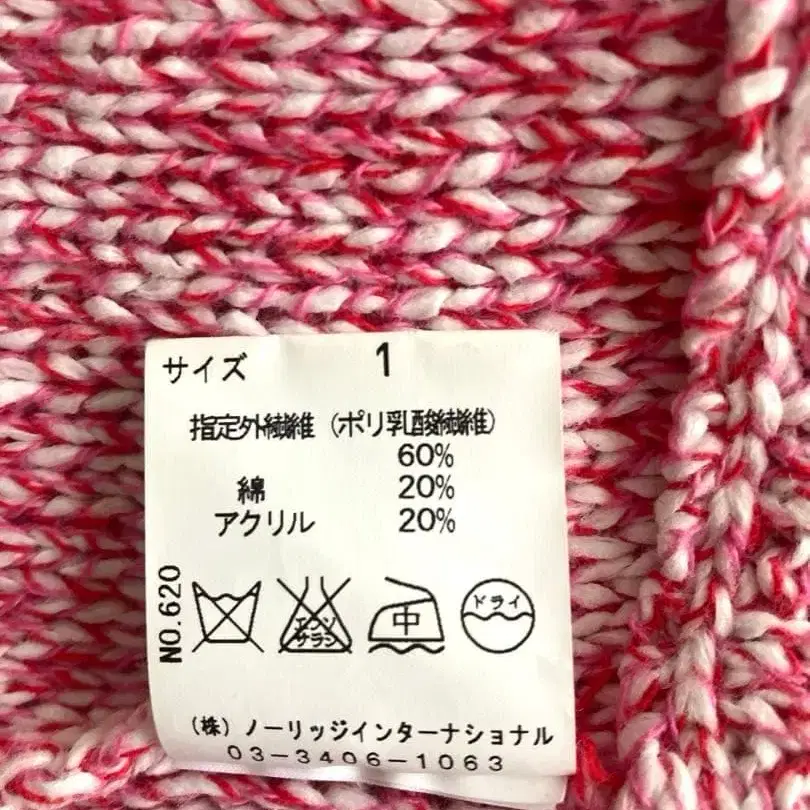 サイズ 1
指定外繊維(ポリ乳酸繊維)
60%
綿 20%
アクリル 20%
NO.620
エンソ
サラシ
中
ドライ
(株)ノーリッジインターナショナル
03-3406-1063